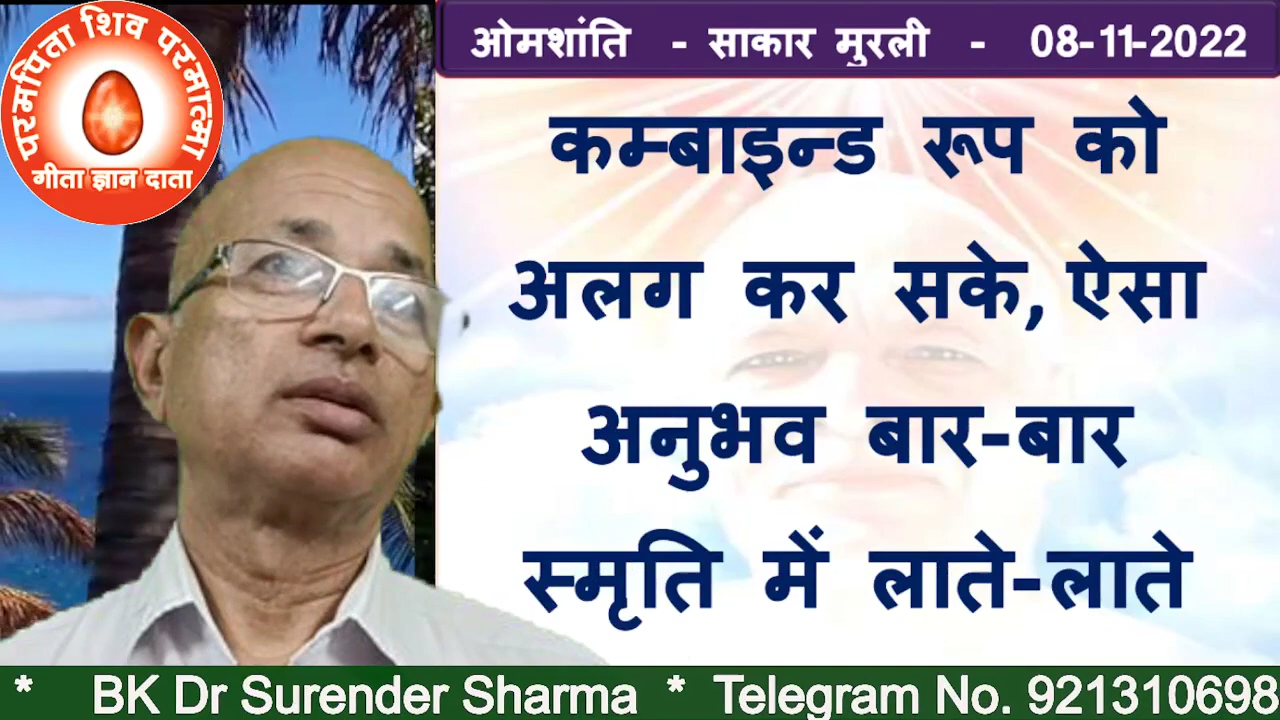 परमपिता शिव परमात्मा
गीता ज्ञान दाता
ओमशांति - साकार मुरली - 08-11-2022
कम्बाइन्ड रूप को
अलग कर सके, ऐसा
अनुभव बार-बार
स्मृति में लाते-लाते
* BK Dr Surender Sharma * Telegram No. 921310698